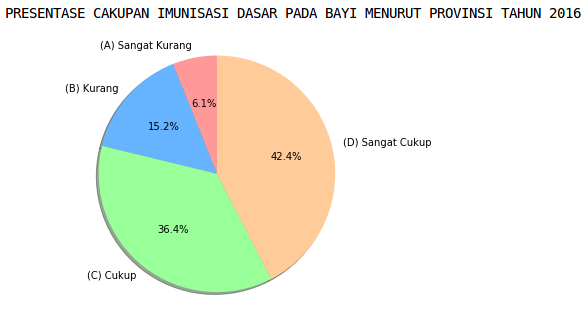 PRESENTASE CAKUPAN IMUNISASI DASAR PADA BAYI MENURUT PROVINSI TAHUN 2016
(A) Sangat Kurang
(B) Kurang
6.1%
15.2%
(D) Sangat Cukup
42.4%
36.4%
(C) Cukup